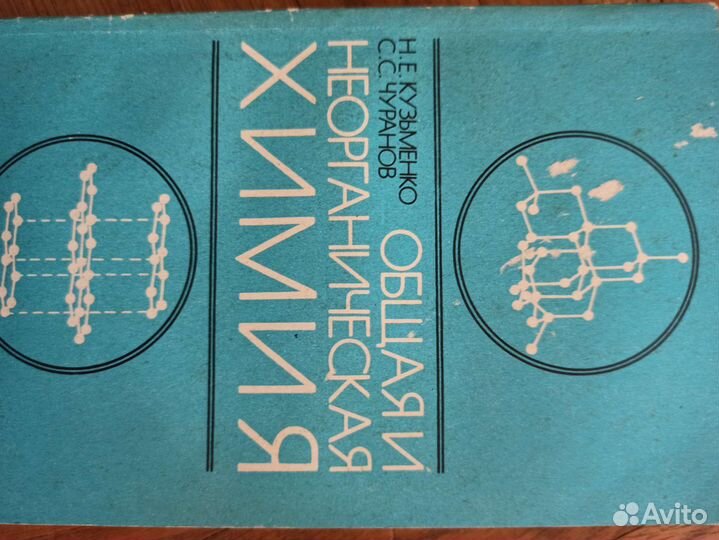 Н. Е. КУЗЬМЕНКО
С. С. ЧУРАНОВ
ОБЩАЯ И
НЕОРГАНИЧЕСКАЯ
ХИМИЯ
Avito